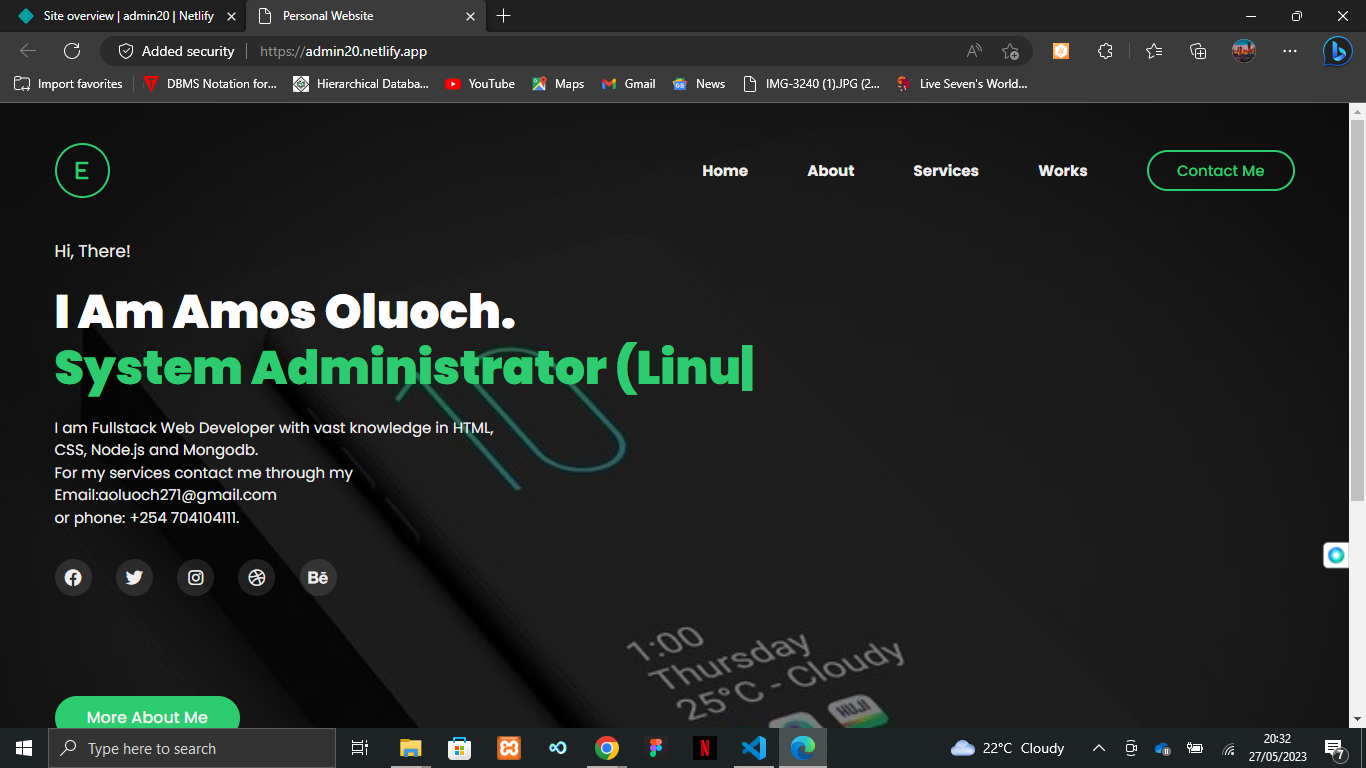 Site overview | admin20 | Netlify
Personal Website
Added security
https://admin20.netlify.app
Import favorites
DBMS Notation for...
Hierarchical Databa...
YouTube
Maps
Gmail
News
IMG-3240 (1).JPG (2...
Live Seven's World...
E
Home
About
Services
Works
Contact Me
Hi, There!
I Am Amos Oluoch.
System Administrator (Linu|
I am Fullstack Web Developer with vast knowledge in HTML,
CSS, Node.js and Mongodb.
For my services contact me through my
Email:aoluoch271@gmail.com
or phone: +254 704104111.
Bē
10
1:00
Thursday
25°C - Cloudy
HUJI
More About Me
Type here to search
22°C Cloudy
20:32
27/05/2023
7